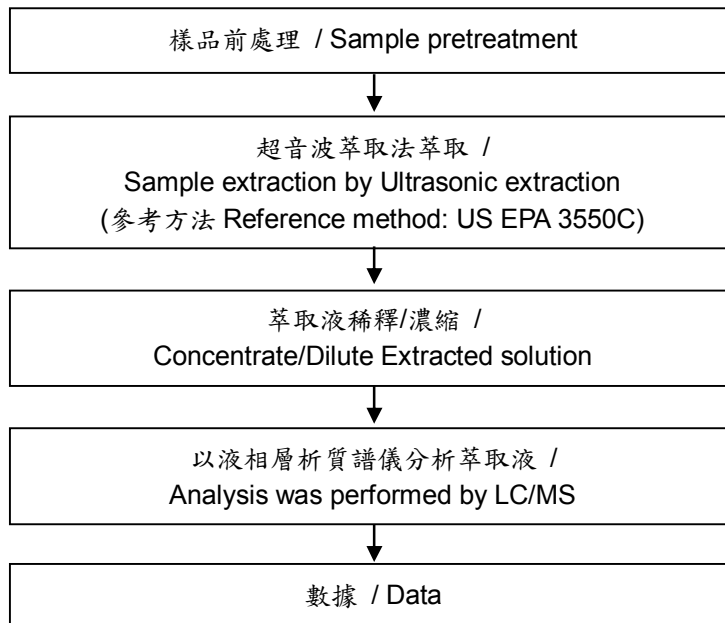 樣品前處理 / Sample pretreatment
超音波萃取法萃取 /
Sample extraction by Ultrasonic extraction
(參考方法 Reference method: US EPA 3550C)
萃取液稀釋/濃縮 /
Concentrate/Dilute Extracted solution
以液相層析質譜儀分析萃取液 /
Analysis was performed by LC/MS
數據 / Data